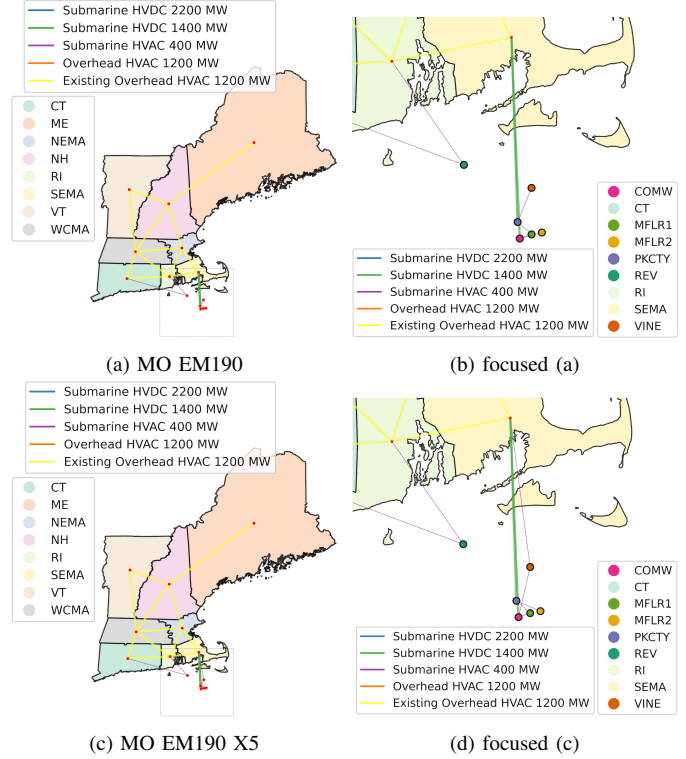 Submarine HVDC 2200 MW
Submarine HVDC 1400 MW
Submarine HVAC 400 MW
Overhead HVAC 1200 MW
Existing Overhead HVAC 1200 MW
CT
ME
NEMA
NH
RI
SEMA
VT
WCMA
(a) MO EM190
COMW
CT
MFLR1
MFLR2
PKCTY
REV
RI
SEMA
VINE
Submarine HVDC 2200 MW
Submarine HVDC 1400 MW
Submarine HVAC 400 MW
Overhead HVAC 1200 MW
Existing Overhead HVAC 1200 MW
(b) focused (a)
Submarine HVDC 2200 MW
Submarine HVDC 1400 MW
Submarine HVAC 400 MW
Overhead HVAC 1200 MW
Existing Overhead HVAC 1200 MW
CT
ME
NEMA
NH
RI
SEMA
VT
WCMA
(c) MO EM190 X5
COMW
CT
MFLR1
MFLR2
PKCTY
REV
RI
SEMA
VINE
Submarine HVDC 2200 MW
Submarine HVDC 1400 MW
Submarine HVAC 400 MW
Overhead HVAC 1200 MW
Existing Overhead HVAC 1200 MW
(d) focused (c)